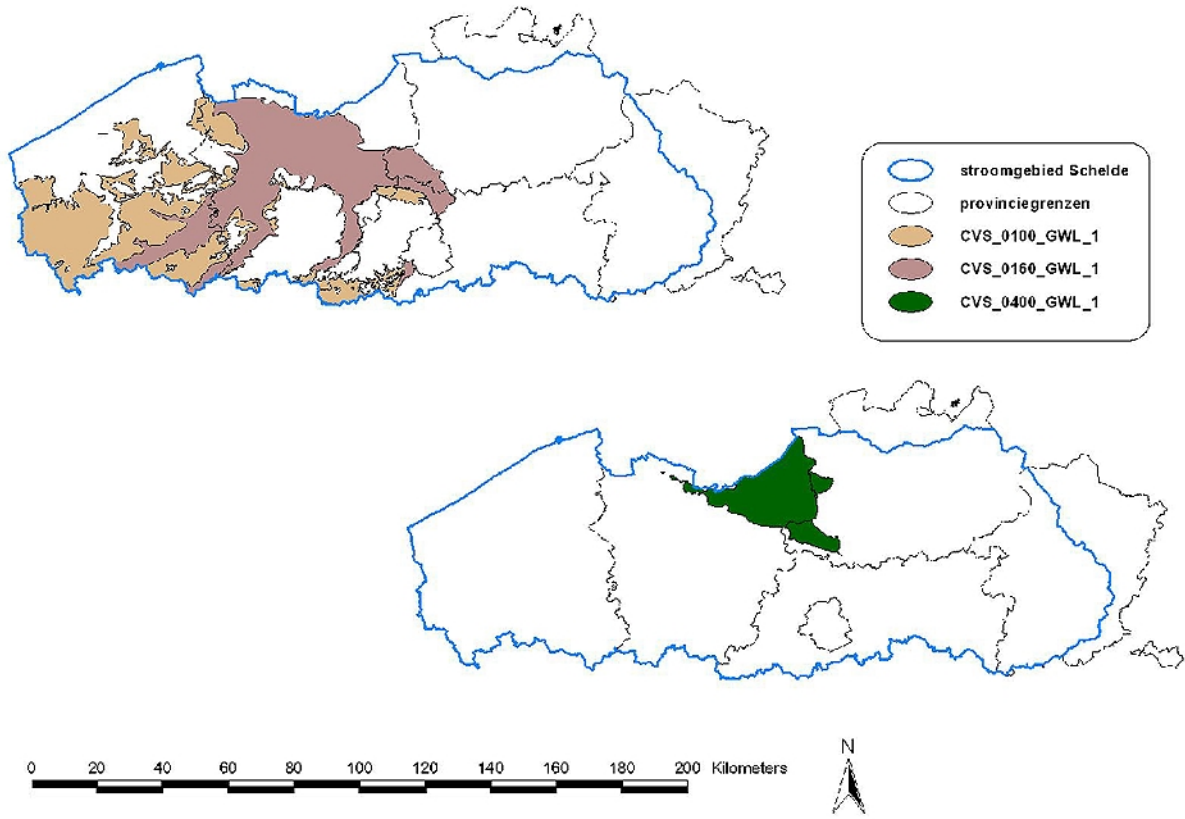 stroomgebied Schelde
provinciegrenzen
CVS_0100_GWL_1
CVS_0160_GWL_1
CVS_0400_GWL_1
0 20 40 60 80 100 120 140 160 180 200 Kilometers
N